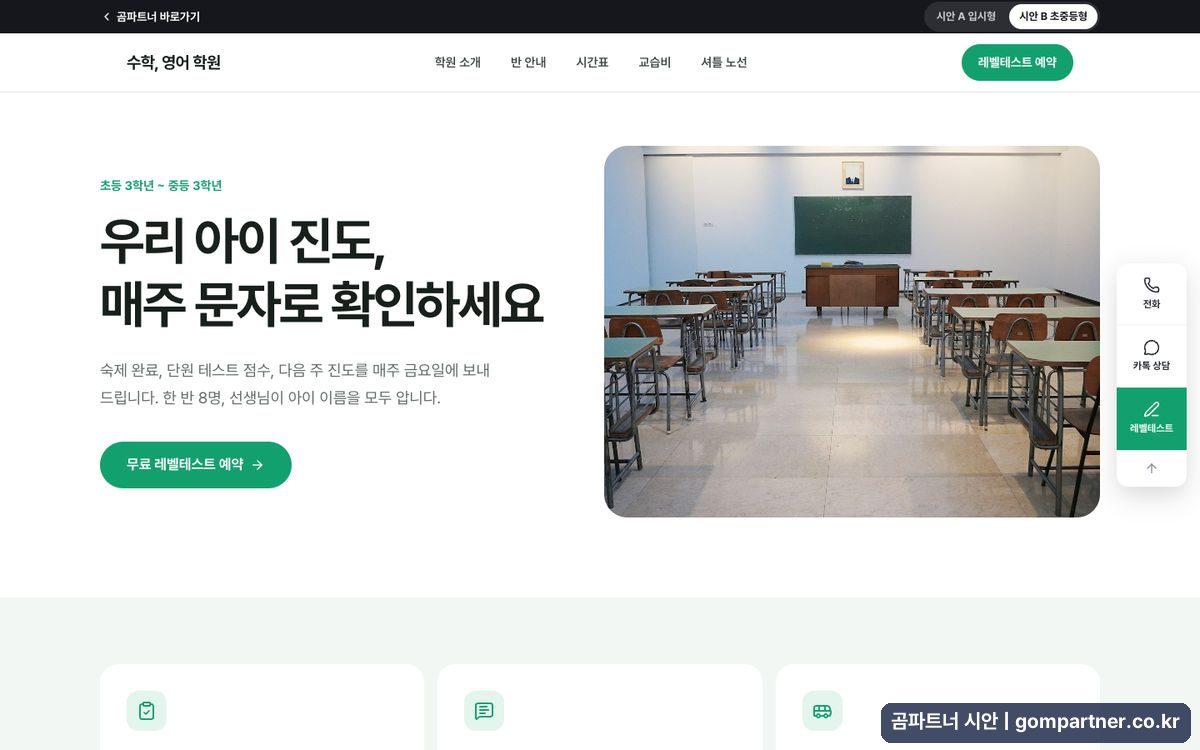 곰파트너 바로가기
시안 A 입시형
시안 B 초중등형
수학, 영어 학원
학원 소개
반 안내
시간표
교습비
셔틀 노선
레벨테스트 예약
초등 3학년 ~ 중등 3학년
우리 아이 진도,
매주 문자로 확인하세요
숙제 완료, 단원 테스트 점수, 다음 주 진도를 매주 금요일에 보내
드립니다. 한 반 8명, 선생님이 아이 이름을 모두 압니다.
무료 레벨테스트 예약
전화
카톡 상담
레벨테스트
곰파트너 시안 | gompartner.co.kr